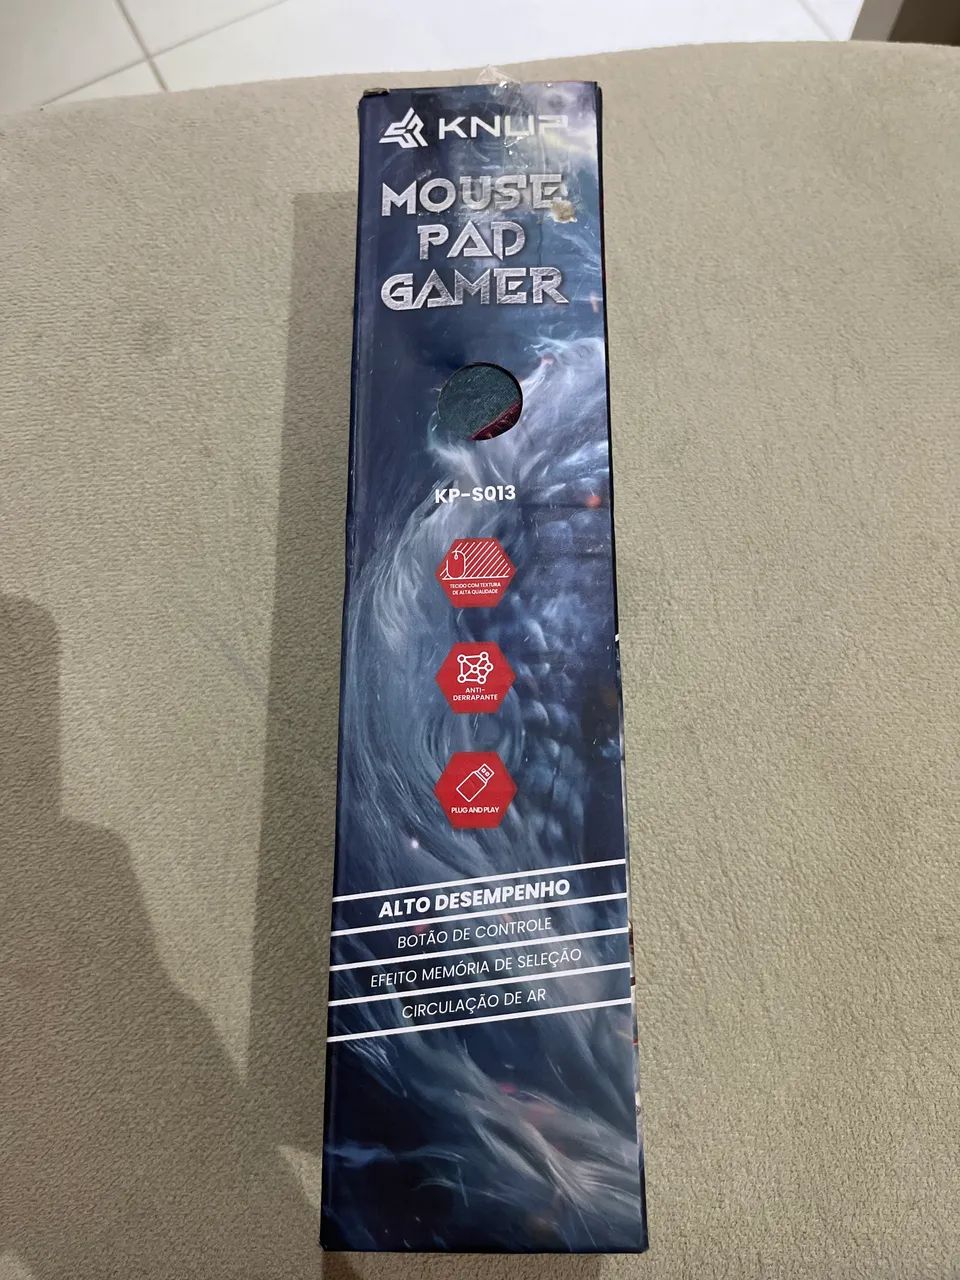 KNUP
MOUSE
PAD
GAMER
KP-S013
TECIDO COM TEXTURA
DE ALTA QUALIDADE
ANTI-
DERRAPANTE
PLUG AND PLAY
ALTO DESEMPENHO
BOTÃO DE CONTROLE
EFEITO MEMÓRIA DE SELEÇÃO
CIRCULAÇÃO DE AR